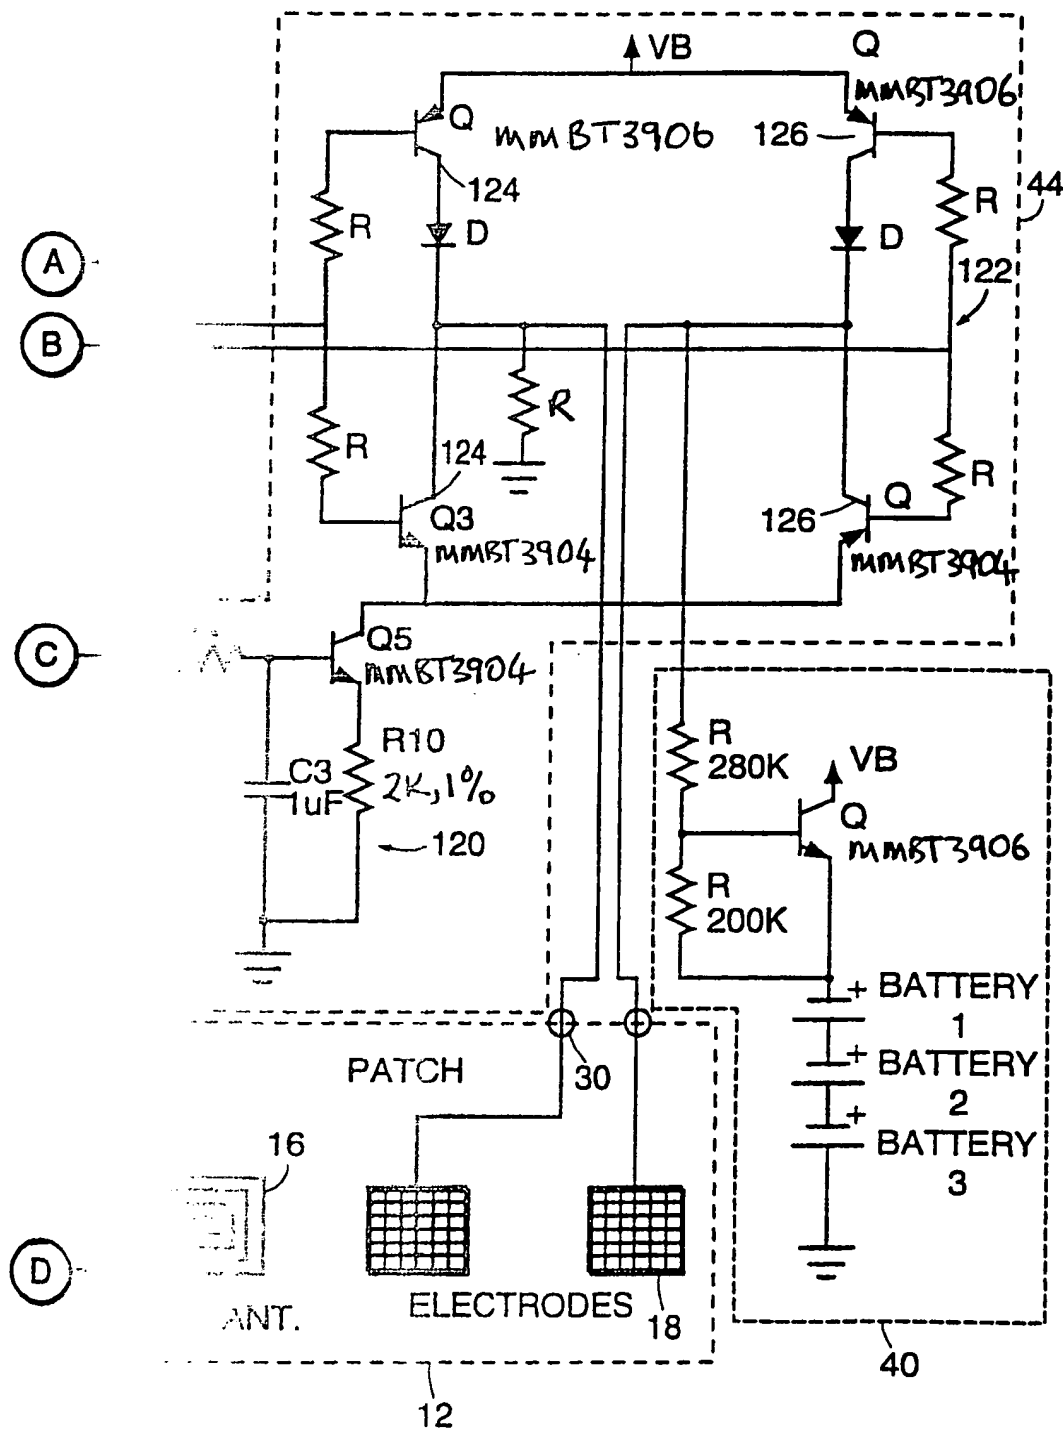 VB
Q
MMBT3906
Q
MMBT3906
126
124
R
D
D
R
44
A
122
B
R
R
R
124
Q3
MMBT3904
126
Q
MMBT3904
C
Q5
MMBT3904
R10
2K, 1%
C3
1uF
120
R
280K
VB
Q
MMBT3906
R
200K
+ BATTERY
1
+ BATTERY
2
+ BATTERY
3
PATCH
30
16
D
ANT.
ELECTRODES
18
40
12